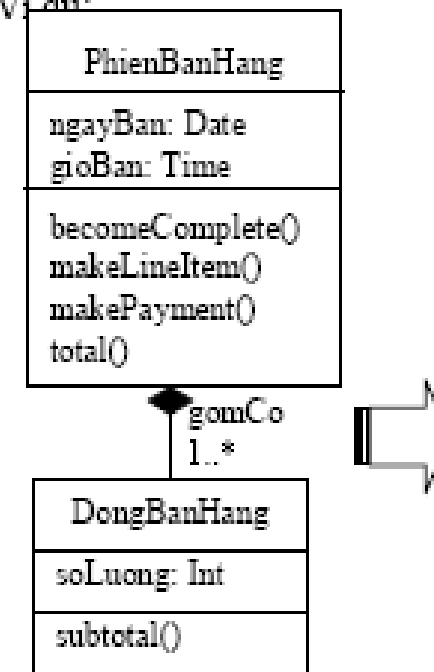 PhienBanHang
ngayBan: Date
gioBan: Time
becomeComplete()
makeLineItem()
makePayment()
total()
gomCo
1..*
DongBanHang
soLuong: Int
subtotal()